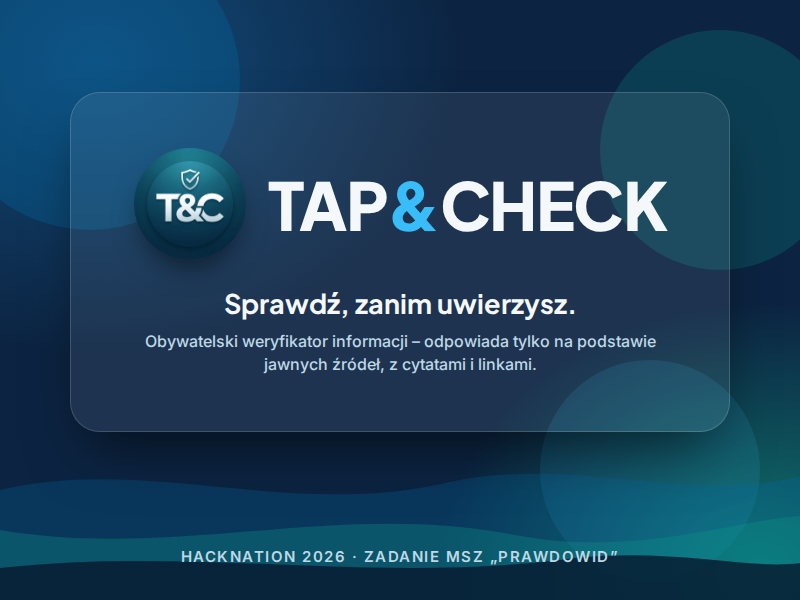 T&C
TAP&CHECK
Sprawdź, zanim uwierzysz.
Obywatelski weryfikator informacji – odpowiada tylko na podstawie
jawnych źródeł, z cytatami i linkami.
HACKNATION 2026 · ZADANIE MSZ „PRAWDOWID”